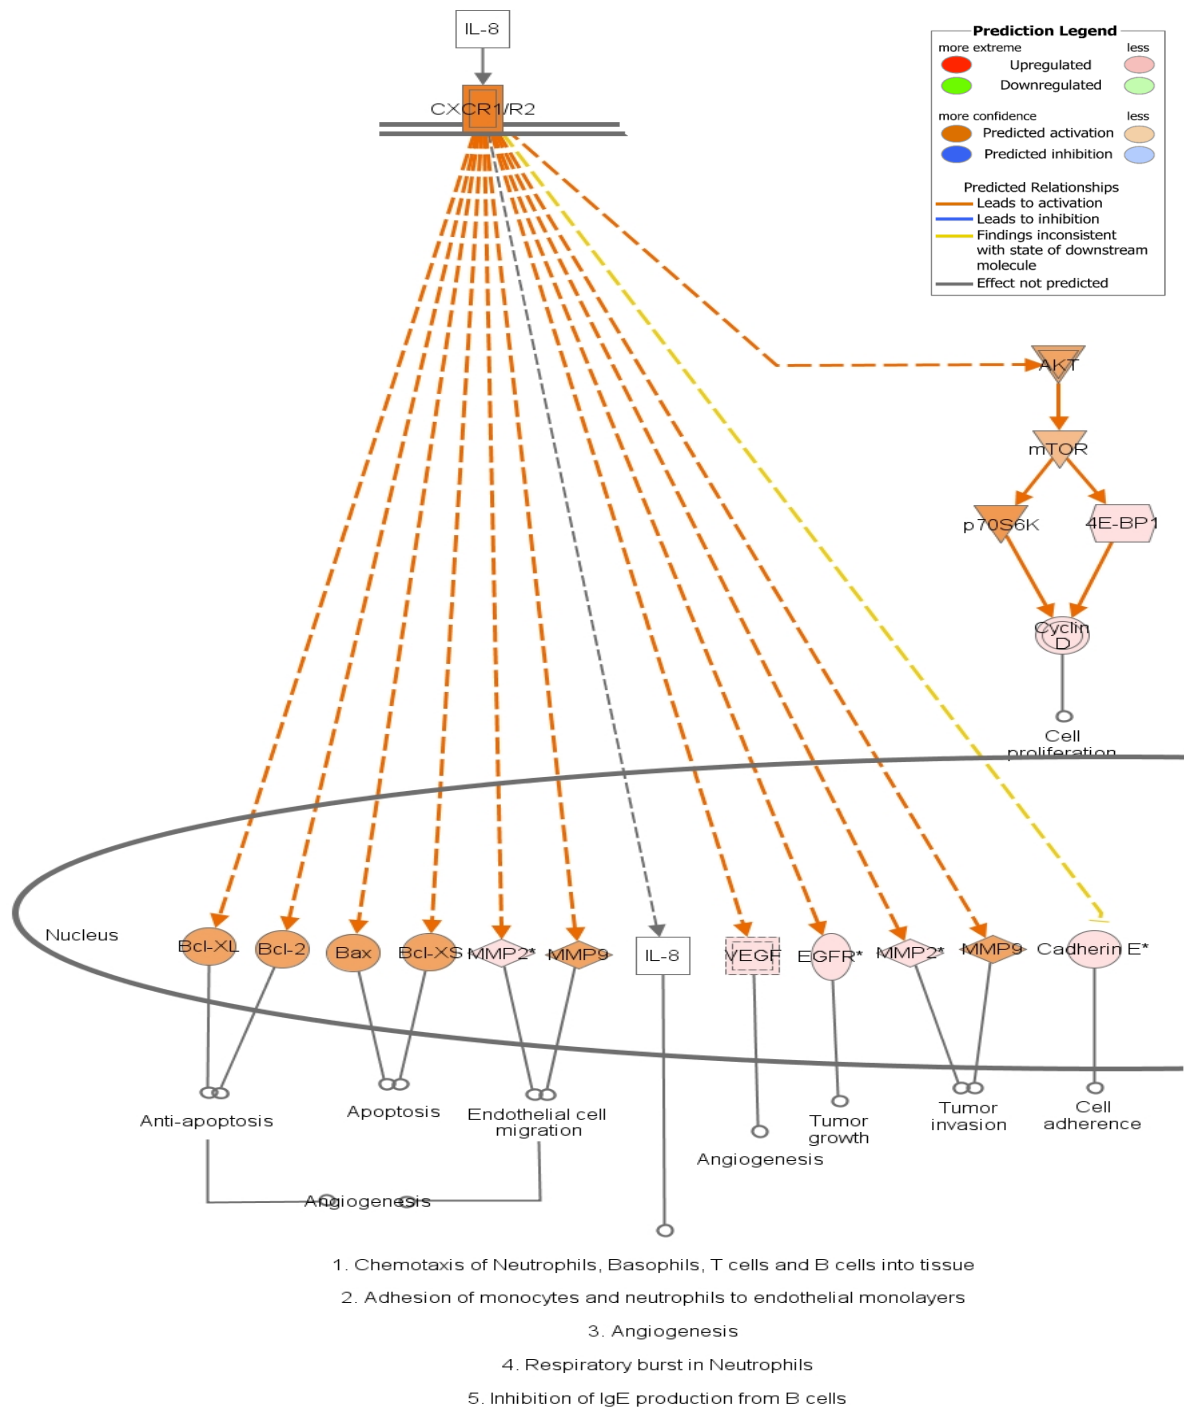 IL-8
CXCR1/R2
Prediction Legend
more extreme
less
Upregulated
Downregulated
more confidence
less
Predicted activation
Predicted inhibition
Predicted Relationships
Leads to activation
Leads to inhibition
Findings inconsistent
with state of downstream
molecule
Effect not predicted
AKT
mTOR
p70S6K
4E-BP1
Cyclin
D
Cell
proliferation
Nucleus
Bcl-XL
Bcl-2
Bax
Bcl-XS
MMP2*
MMP9
IL-8
VEGF
EGFR*
MMP2*
MMP9
Cadherin E*
Anti-apoptosis
Apoptosis
Endothelial cell
migration
Angiogenesis
Tumor
growth
Tumor
invasion
Cell
adherence
Angiogenesis
1. Chemotaxis of Neutrophils, Basophils, T cells and B cells into tissue
2. Adhesion of monocytes and neutrophils to endothelial monolayers
3. Angiogenesis
4. Respiratory burst in Neutrophils
5. Inhibition of IgE production from B cells